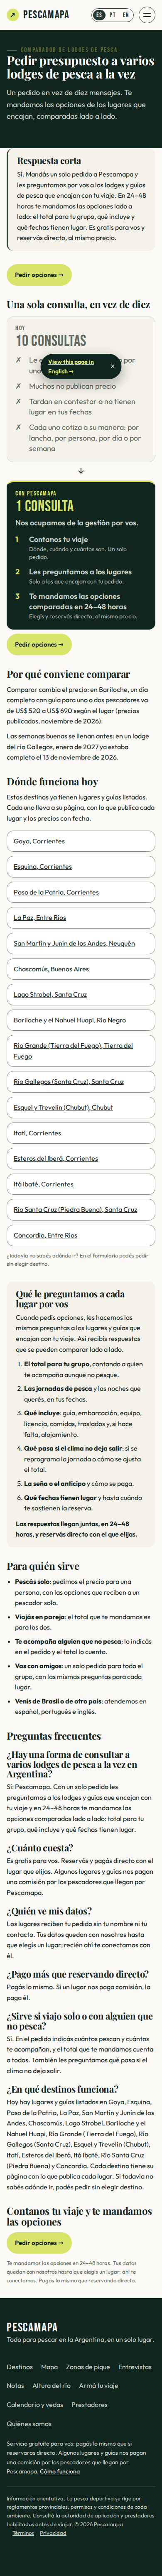 PESCAMAPA
ES PT EN
COMPARADOR DE LODGES DE PESCA
Pedir presupuesto a varios
lodges de pesca a la vez
Un pedido en vez de diez mensajes. Te
mandamos las opciones de los lugares que
encajan, comparadas lado a lado.
Respuesta corta
Sí. Mandás un solo pedido a Pescamapa y
les preguntamos por vos a los lodges y guías
de pesca que encajan con tu viaje. En 24–48
horas te mandamos las opciones lado a
lado: el total para tu grupo, qué incluye y
qué fechas tienen lugar. Es gratis para vos y
reservás directo, al mismo precio.
Pedir opciones →
Una sola consulta, en vez de diez
HOY
10 CONSULTAS
View this page in
English →
×
✗ Muchos no publican precio
✗ Tardan en contestar o no tienen
lugar en tus fechas
✗ Cada uno cotiza a su manera: por
lancha, por persona, por día o por
semana
↓
CON PESCAMAPA
1 CONSULTA
Nos ocupamos de la gestión por vos.
1 Contanos tu viaje
Dónde, cuándo y cuántos son. Un solo
pedido.
2 Les preguntamos a los lugares
Solo a los que encajan con tu pedido.
3 Te mandamos las opciones
comparadas en 24–48 horas
Elegís y reservás directo, al mismo precio.
Pedir opciones →
Por qué conviene comparar
Comparar cambia el precio: en Bariloche, un día
completo con guía para uno o dos pescadores va
de US$ 520 a US$ 690 según el lugar (precios
publicados, noviembre de 2026).
Las semanas buenas se llenan antes: en un lodge
del río Gallegos, enero de 2027 ya estaba
completo el 13 de noviembre de 2026.
Dónde funciona hoy
Estos destinos ya tienen lugares y guías listados.
Cada uno lleva a su página, con lo que publica cada
lugar y los precios con fecha.
Goya, Corrientes
Esquina, Corrientes
Paso de la Patria, Corrientes
La Paz, Entre Ríos
San Martín y Junín de los Andes, Neuquén
Chascomús, Buenos Aires
Lago Strobel, Santa Cruz
Bariloche y el Nahuel Huapi, Río Negro
Río Grande (Tierra del Fuego), Tierra del
Fuego
Río Gallegos (Santa Cruz), Santa Cruz
Esquel y Trevelin (Chubut), Chubut
Itatí, Corrientes
Esteros del Iberá, Corrientes
Itá Ibaté, Corrientes
Río Santa Cruz (Piedra Buena), Santa Cruz
Concordia, Entre Ríos
¿Todavía no sabés adónde ir? En el formulario podés pedir
sin elegir destino.
Qué le preguntamos a cada
lugar por vos
Cuando pedís opciones, les hacemos las
mismas preguntas a los lugares y guías que
encajan con tu viaje. Así recibís respuestas
que se pueden comparar lado a lado.
1. El total para tu grupo, contando a quien
te acompaña aunque no pesque.
2. Las jornadas de pesca y las noches que
querés, en tus fechas.
3. Qué incluye: guía, embarcación, equipo,
licencia, comidas, traslados y, si hace
falta, alojamiento.
4. Qué pasa si el clima no deja salir: si se
reprograma la jornada o cómo se ajusta
el total.
5. La seña o el anticipo y cómo se paga.
6. Qué fechas tienen lugar y hasta cuándo
te sostienen la reserva.
Las respuestas llegan juntas, en 24–48
horas, y reservás directo con el que elijas.
Para quién sirve
• Pescás solo: pedimos el precio para una
persona, con las opciones que reciben a un
pescador solo.
• Viajás en pareja: el total que te mandamos es
para los dos.
• Te acompaña alguien que no pesca: lo indicás
en el pedido y el total lo cuenta.
• Vas con amigos: un solo pedido para todo el
grupo, con las mismas preguntas para cada
lugar.
• Venís de Brasil o de otro país: atendemos en
español, portugués e inglés.
Preguntas frecuentes
¿Hay una forma de consultar a
varios lodges de pesca a la vez en
Argentina?
Sí: Pescamapa. Con un solo pedido les
preguntamos a los lodges y guías que encajan con
tu viaje y en 24–48 horas te mandamos las
opciones comparadas lado a lado: total para tu
grupo, qué incluye y qué fechas tienen lugar.
¿Cuánto cuesta?
Es gratis para vos. Reservás y pagás directo con el
lugar que elijas. Algunos lugares y guías nos pagan
una comisión por los pescadores que llegan por
Pescamapa.
¿Quién ve mis datos?
Los lugares reciben tu pedido sin tu nombre ni tu
contacto. Tus datos quedan con nosotros hasta
que elegís un lugar; recién ahí te conectamos con
él.
¿Pago más que reservando directo?
Pagás lo mismo. Si un lugar nos paga comisión, la
paga él.
¿Sirve si viajo solo o con alguien que
no pesca?
Sí. En el pedido indicás cuántos pescan y cuántos
te acompañan, y el total que te mandamos cuenta
a todos. También les preguntamos qué pasa si el
clima no deja salir.
¿En qué destinos funciona?
Hoy hay lugares y guías listados en Goya, Esquina,
Paso de la Patria, La Paz, San Martín y Junín de los
Andes, Chascomús, Lago Strobel, Bariloche y el
Nahuel Huapi, Río Grande (Tierra del Fuego), Río
Gallegos (Santa Cruz), Esquel y Trevelin (Chubut),
Itatí, Esteros del Iberá, Itá Ibaté, Río Santa Cruz
(Piedra Buena) y Concordia. Cada destino tiene su
página con lo que publica cada lugar. Si todavía no
sabés adónde ir, podés pedir sin elegir destino.
Contanos tu viaje y te mandamos
las opciones
Pedir opciones →
Te mandamos las opciones en 24–48 horas. Tus datos
quedan con nosotros hasta que elegís un lugar; ahí te
conectamos. Pagás lo mismo que reservando directo.
PESCAMAPA
Todo para pescar en la Argentina, en un solo lugar.
Destinos Mapa Zonas de pique Entrevistas
Notas Altura del río Armá tu viaje
Calendario y vedas Prestadores
Quiénes somos
Servicio gratuito para vos: pagás lo mismo que si
reservaras directo. Algunos lugares y guías nos pagan
una comisión por los pescadores que llegan por
Pescamapa. Cómo funciona
Información orientativa. La pesca deportiva se rige por
reglamentos provinciales, permisos y condiciones de cada
ambiente. Consultá la autoridad de aplicación y prestadores
habilitados antes de viajar. © 2026 Pescamapa
Términos Privacidad